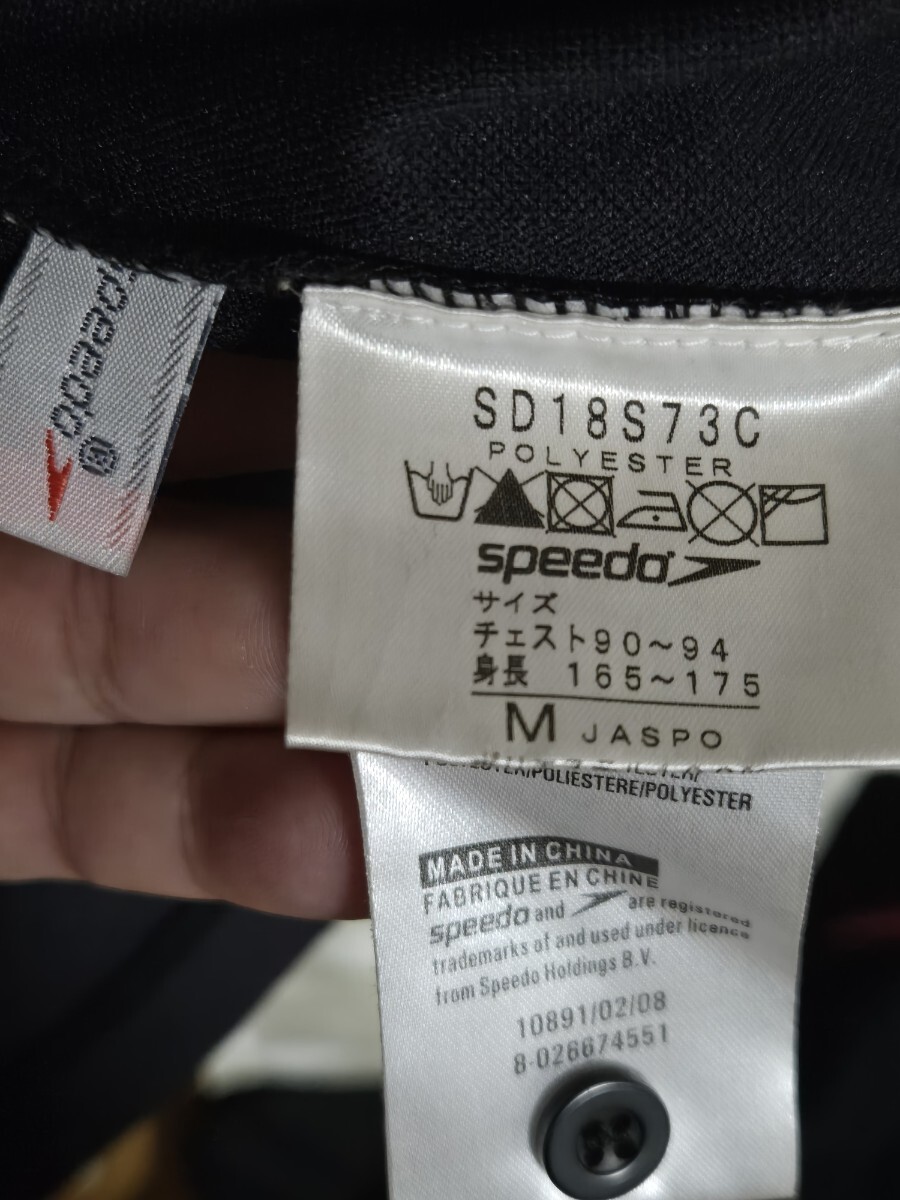 speedo®
SD18S73C
POLYESTER
speedo
サイズ
チェスト90～94
身長 165～175
M JASPO
POLIESTERE/POLYESTER
MADE IN CHINA
FABRIQUE EN CHINE
speedo and are registered
trademarks of and used under licence
from Speedo Holdings B.V.
10891/02/08
8-026674551